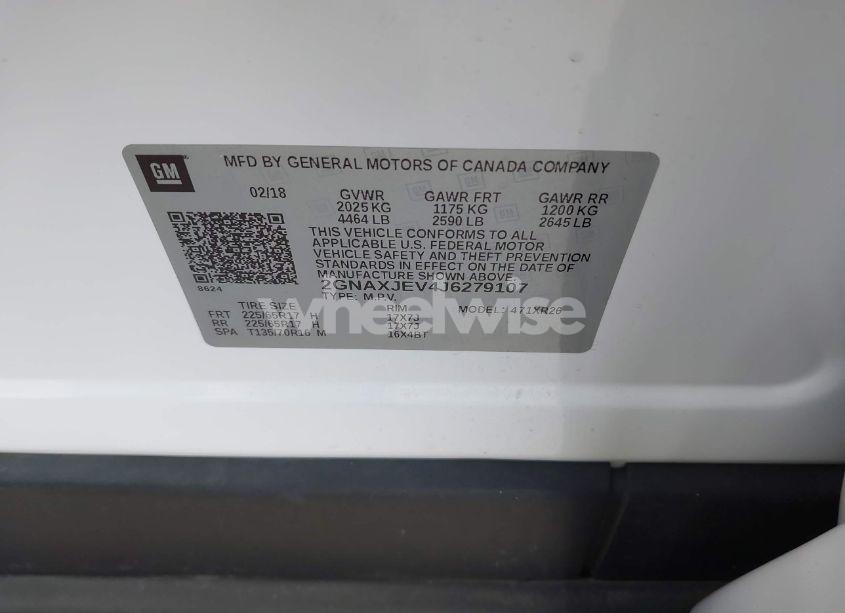 GM
MFD BY GENERAL MOTORS OF CANADA COMPANY
02/18 GVWR GAWR FRT GAWR RR
2025 KG 1175 KG 1200 KG
4464 LB 2590 LB 2645 LB
THIS VEHICLE CONFORMS TO ALL
APPLICABLE U.S. FEDERAL MOTOR
VEHICLE SAFETY AND THEFT PREVENTION
STANDARDS IN EFFECT ON THE DATE OF
MANUFACTURE SHOWN ABOVE.
8624 2GNAXJEV4J6279107
TYPE: M.P.V.
TIRE SIZE RIM MODEL: 471XR26
FRT 225/65R17 H 17X7J
RR 225/65R17 H 17X7J
SPA T135/70R16 M 16X4BT
wheelwise